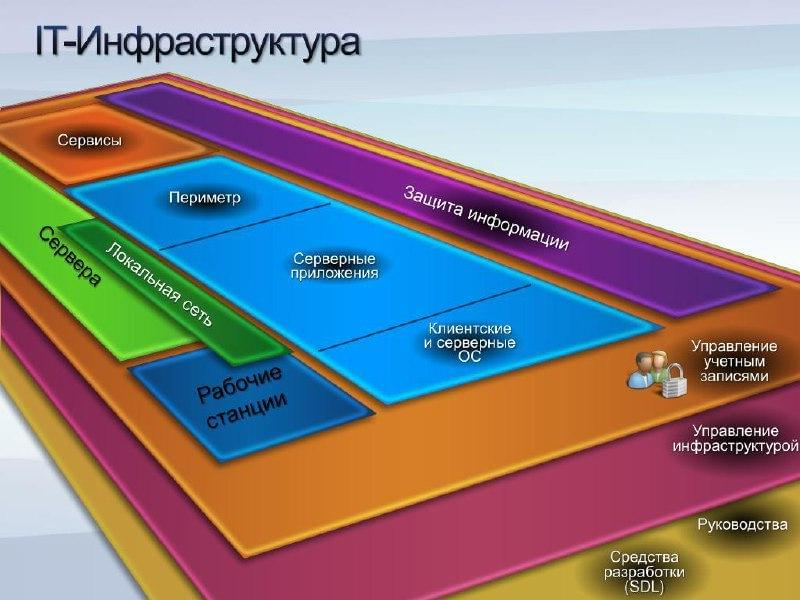 IT-Инфраструктура
Сервисы
Периметр
Защита информации
Сервера
Локальная сеть
Серверные
приложения
Клиентские
и серверные
ОС
Рабочие
станции
Управление
учетным
записями
Управление
инфраструктурой
Руководства
Средства
разработки
(SDL)